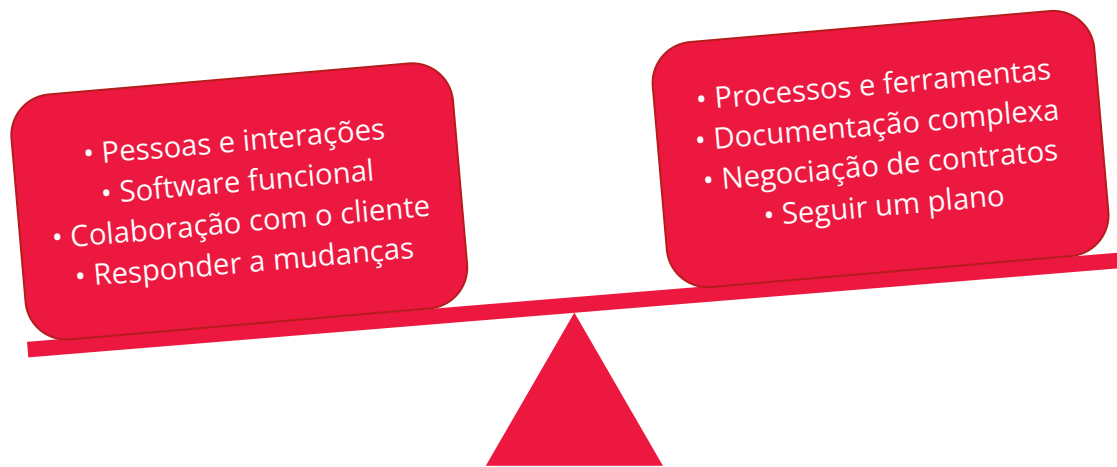 • Pessoas e interações
• Software funcional
• Colaboração com o cliente
• Responder a mudanças
• Processos e ferramentas
• Documentação complexa
• Negociação de contratos
• Seguir um plano